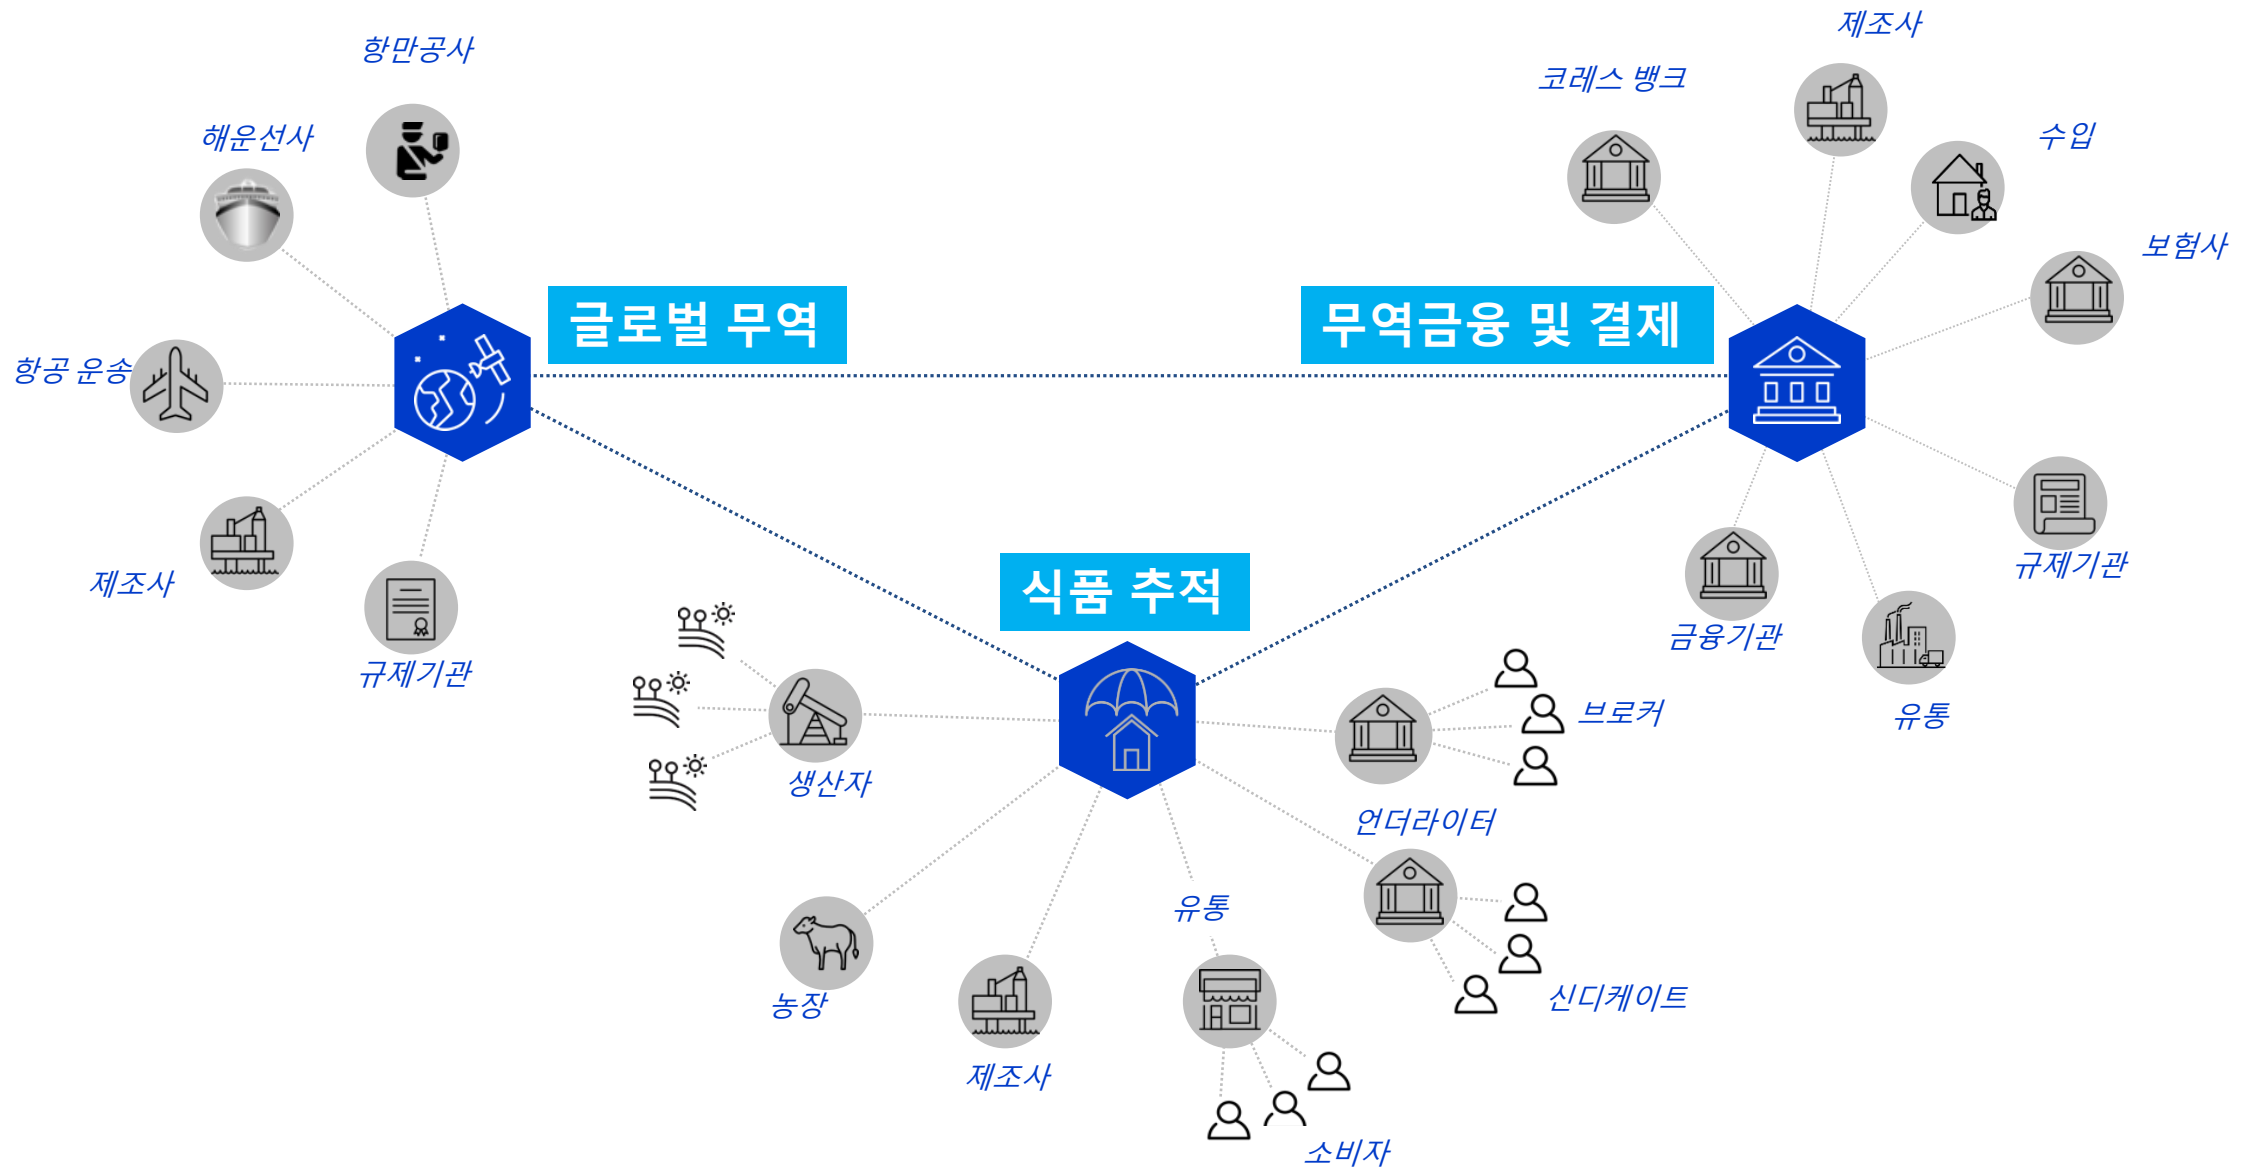 제조사
항만공사
코레스 뱅크
해운선사
수입
보험사
글로벌 무역
무역금융 및 결제
항공 운송
제조사
규제기관
식품 추적
규제기관
금융기관
브로커
유통
생산자
언더라이터
유통
농장
신디케이트
제조사
소비자